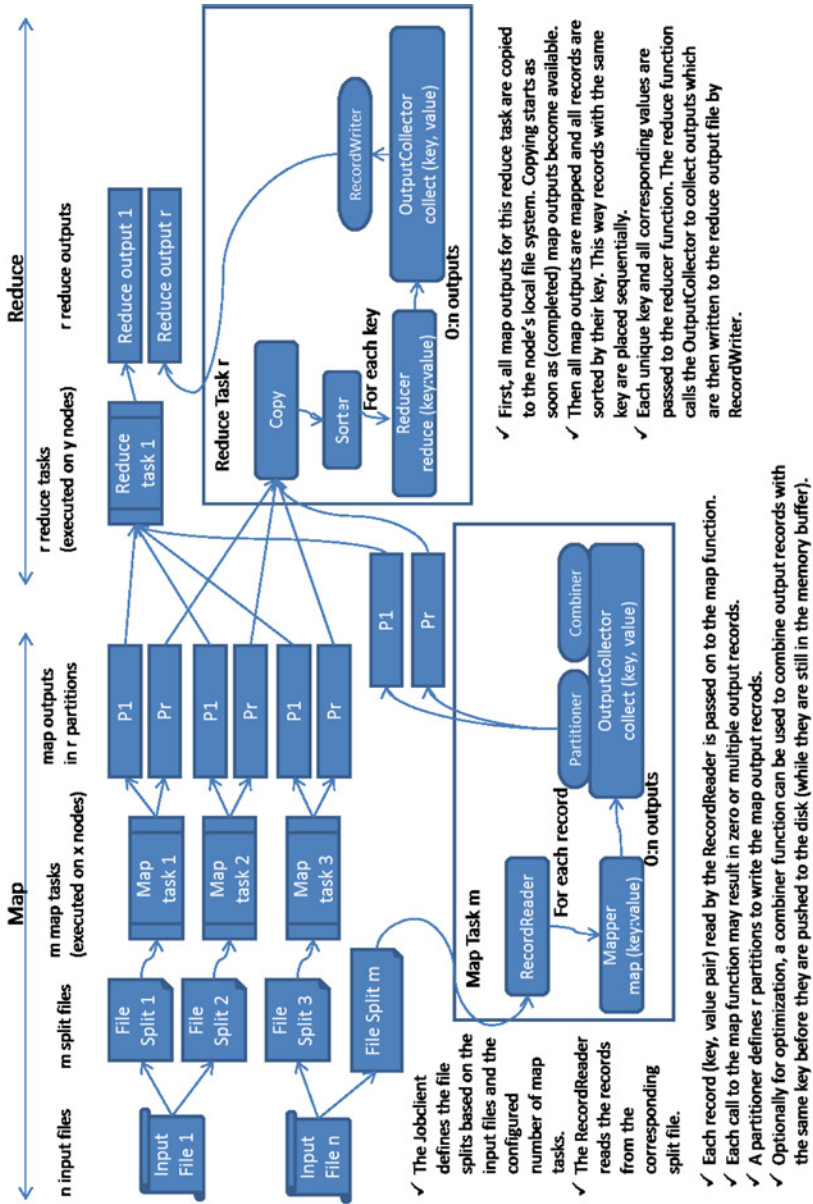 Map
Reduce
n input files
m split files
m map tasks
(executed on x nodes)
map outputs
in r partitions
r reduce tasks
(executed on y nodes)
r reduce outputs
Input
File 1
Input
File n
File
Split 1
File
Split 2
File
Split 3
File Split m
Map
task 1
Map
task 2
Map
task 3
P1
Pr
P1
Pr
P1
Pr
P1
Pr
Reduce
task 1
Reduce output 1
Reduce output r
Map Task m
RecordReader
For each record
Mapper
map (key:value)
0:n outputs
Partitioner
Combiner
OutputCollector
collect (key, value)
Reduce Task r
Copy
Sorter
For each key
Reducer
reduce (key:value)
0:n outputs
RecordWriter
OutputCollector
collect (key, value)
✓ The Jobclient
defines the file
splits based on the
input files and the
configured
number of map
tasks.
✓ The RecordReader
reads the records
from the
corresponding
split file.
✓ Each record (key, value pair) read by the RecordReader is passed on to the map function.
✓ Each call to the map function may result in zero or multiple output records.
✓ A partitioner defines r partitions to write the map output recrods.
✓ Optionally for optimization, a combiner function can be used to combine output records with
the same key before they are pushed to the disk (while they are still in the memory buffer).
✓ First, all map outputs for this reduce task are copied
to the node's local file system. Copying starts as
soon as (completed) map outputs become available.
✓ Then all map outputs are mapped and all records are
sorted by their key. This way records with the same
key are placed sequentially.
✓ Each unique key and all corresponding values are
passed to the reducer function. The reduce function
calls the OutputCollector to collect outputs which
are then written to the reduce output file by
RecordWriter.